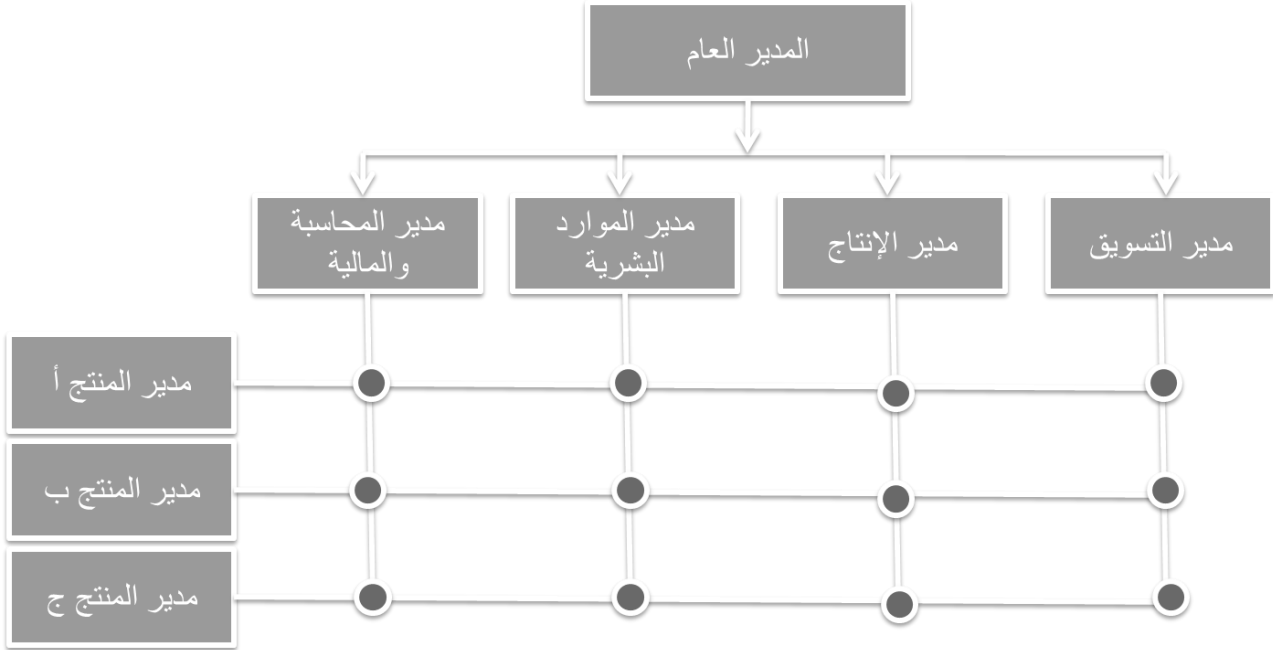 المدير العام
مدير التسويق
مدير الإنتاج
مدير الموارد
البشرية
مدير المحاسبة
والمالية
مدير المنتج أ
مدير المنتج ب
مدير المنتج ج